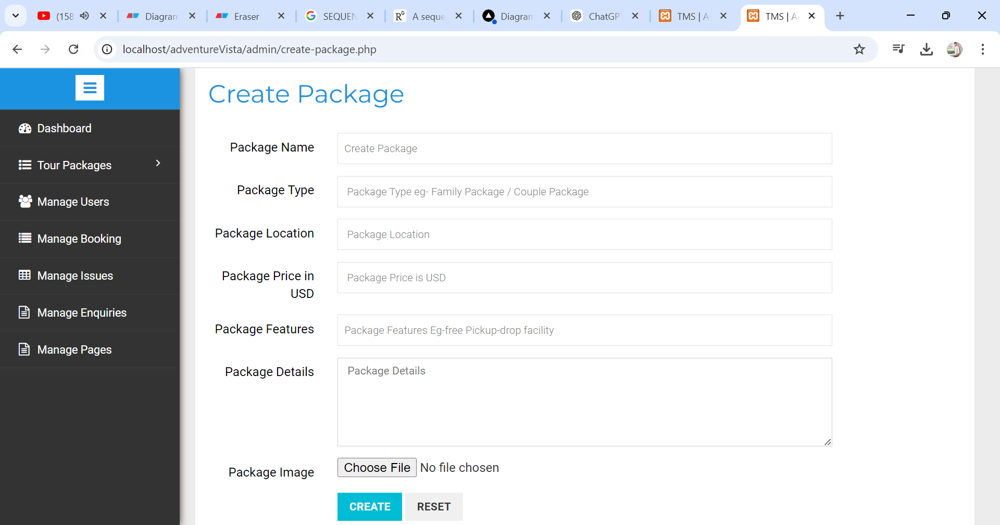 (158
Diagram
Eraser
SEQUEN
A seque
Diagram
ChatGPT
TMS | A
TMS | A
localhost/adventureVista/admin/create-package.php
Dashboard
Tour Packages
Manage Users
Manage Booking
Manage Issues
Manage Enquiries
Manage Pages
Create Package
Package Name
Create Package
Package Type
Package Type eg- Family Package / Couple Package
Package Location
Package Location
Package Price in
USD
Package Price is USD
Package Features
Package Features Eg-free Pickup-drop facility
Package Details
Package Details
Package Image
Choose File No file chosen
CREATE
RESET